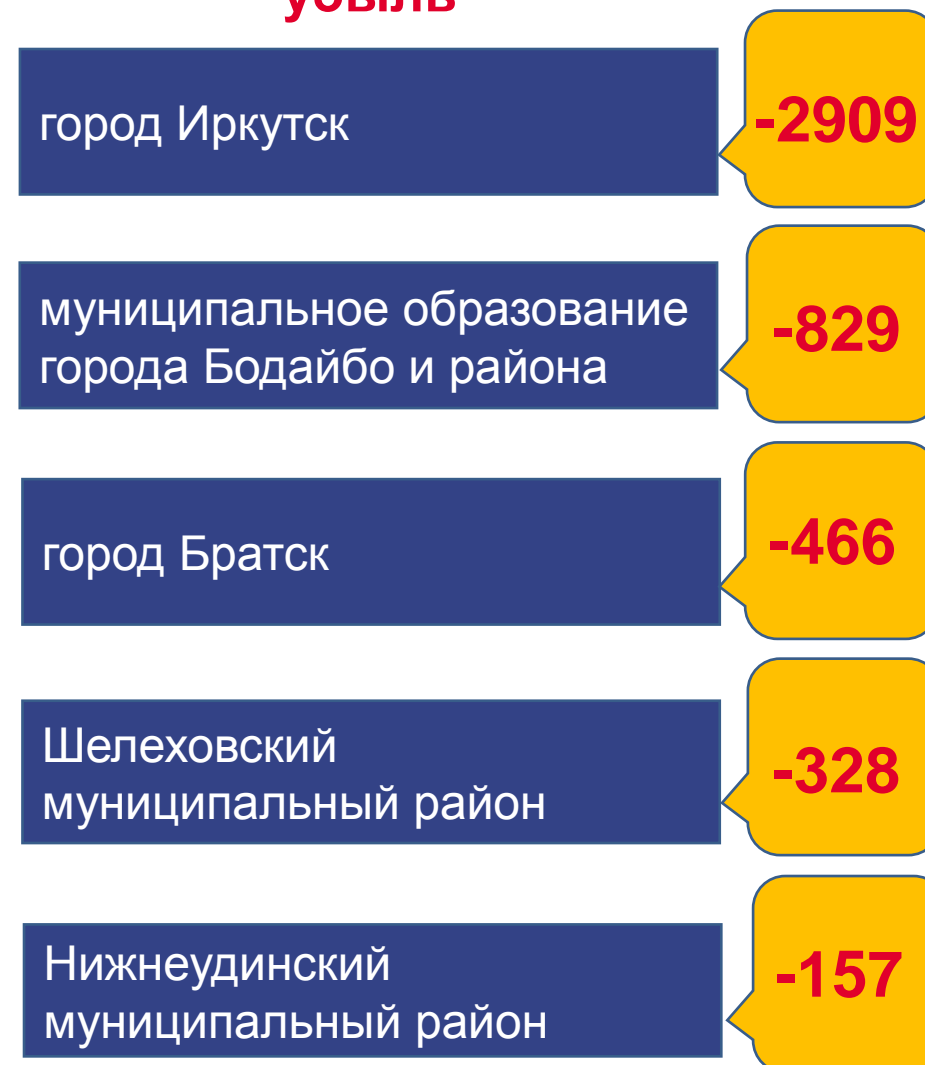 убыль
город Иркутск
-2909
муниципальное образование
города Бодайбо и района
-829
город Братск
-466
Шелеховский
муниципальный район
-328
Нижнеудинский
муниципальный район
-157